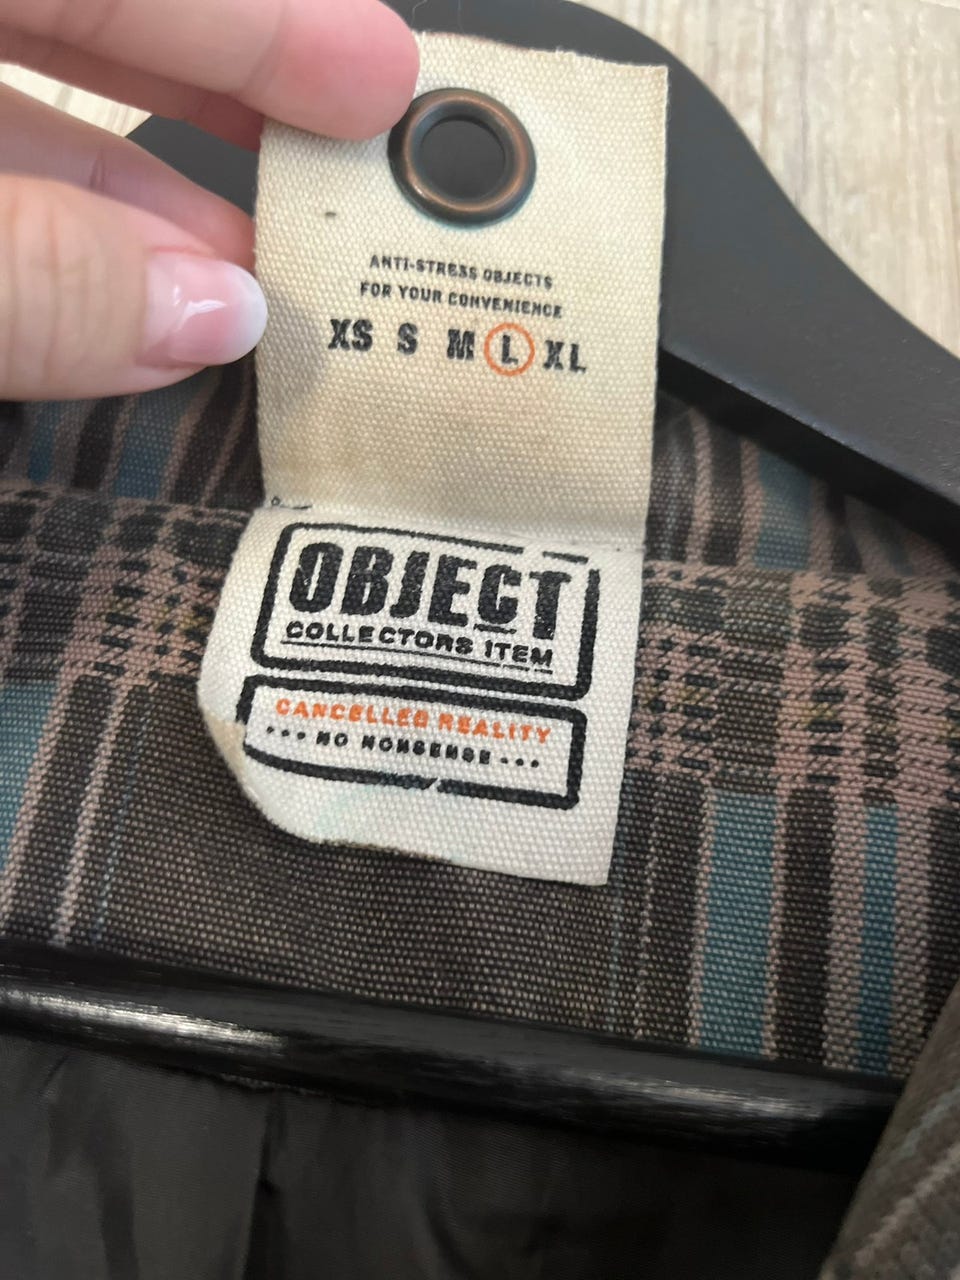 ANTI-STRESS OBJECTS
FOR YOUR CONVENIENCE
XS S M L XL
OBJECT
COLLECTORS ITEM
CANCELLED REALITY
••• NO NONSENSE •••